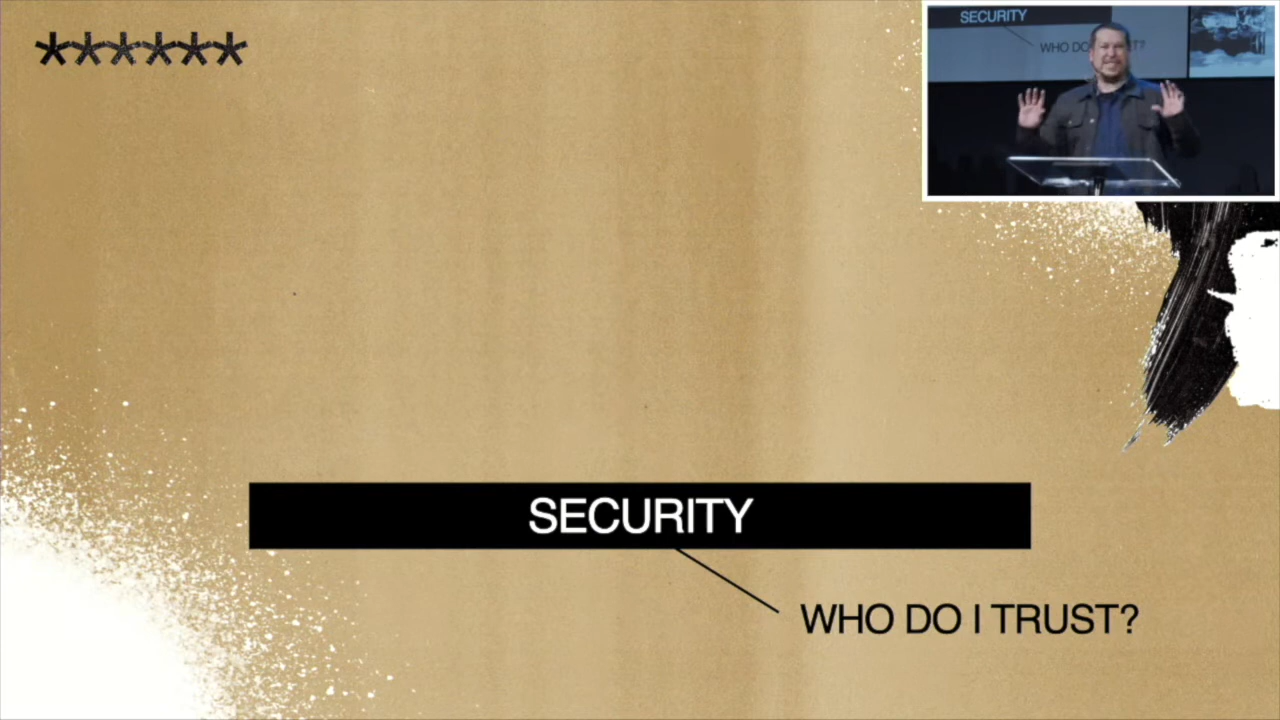 ******
SECURITY
WHO DO I TRUST?
SECURITY
WHO DO T?